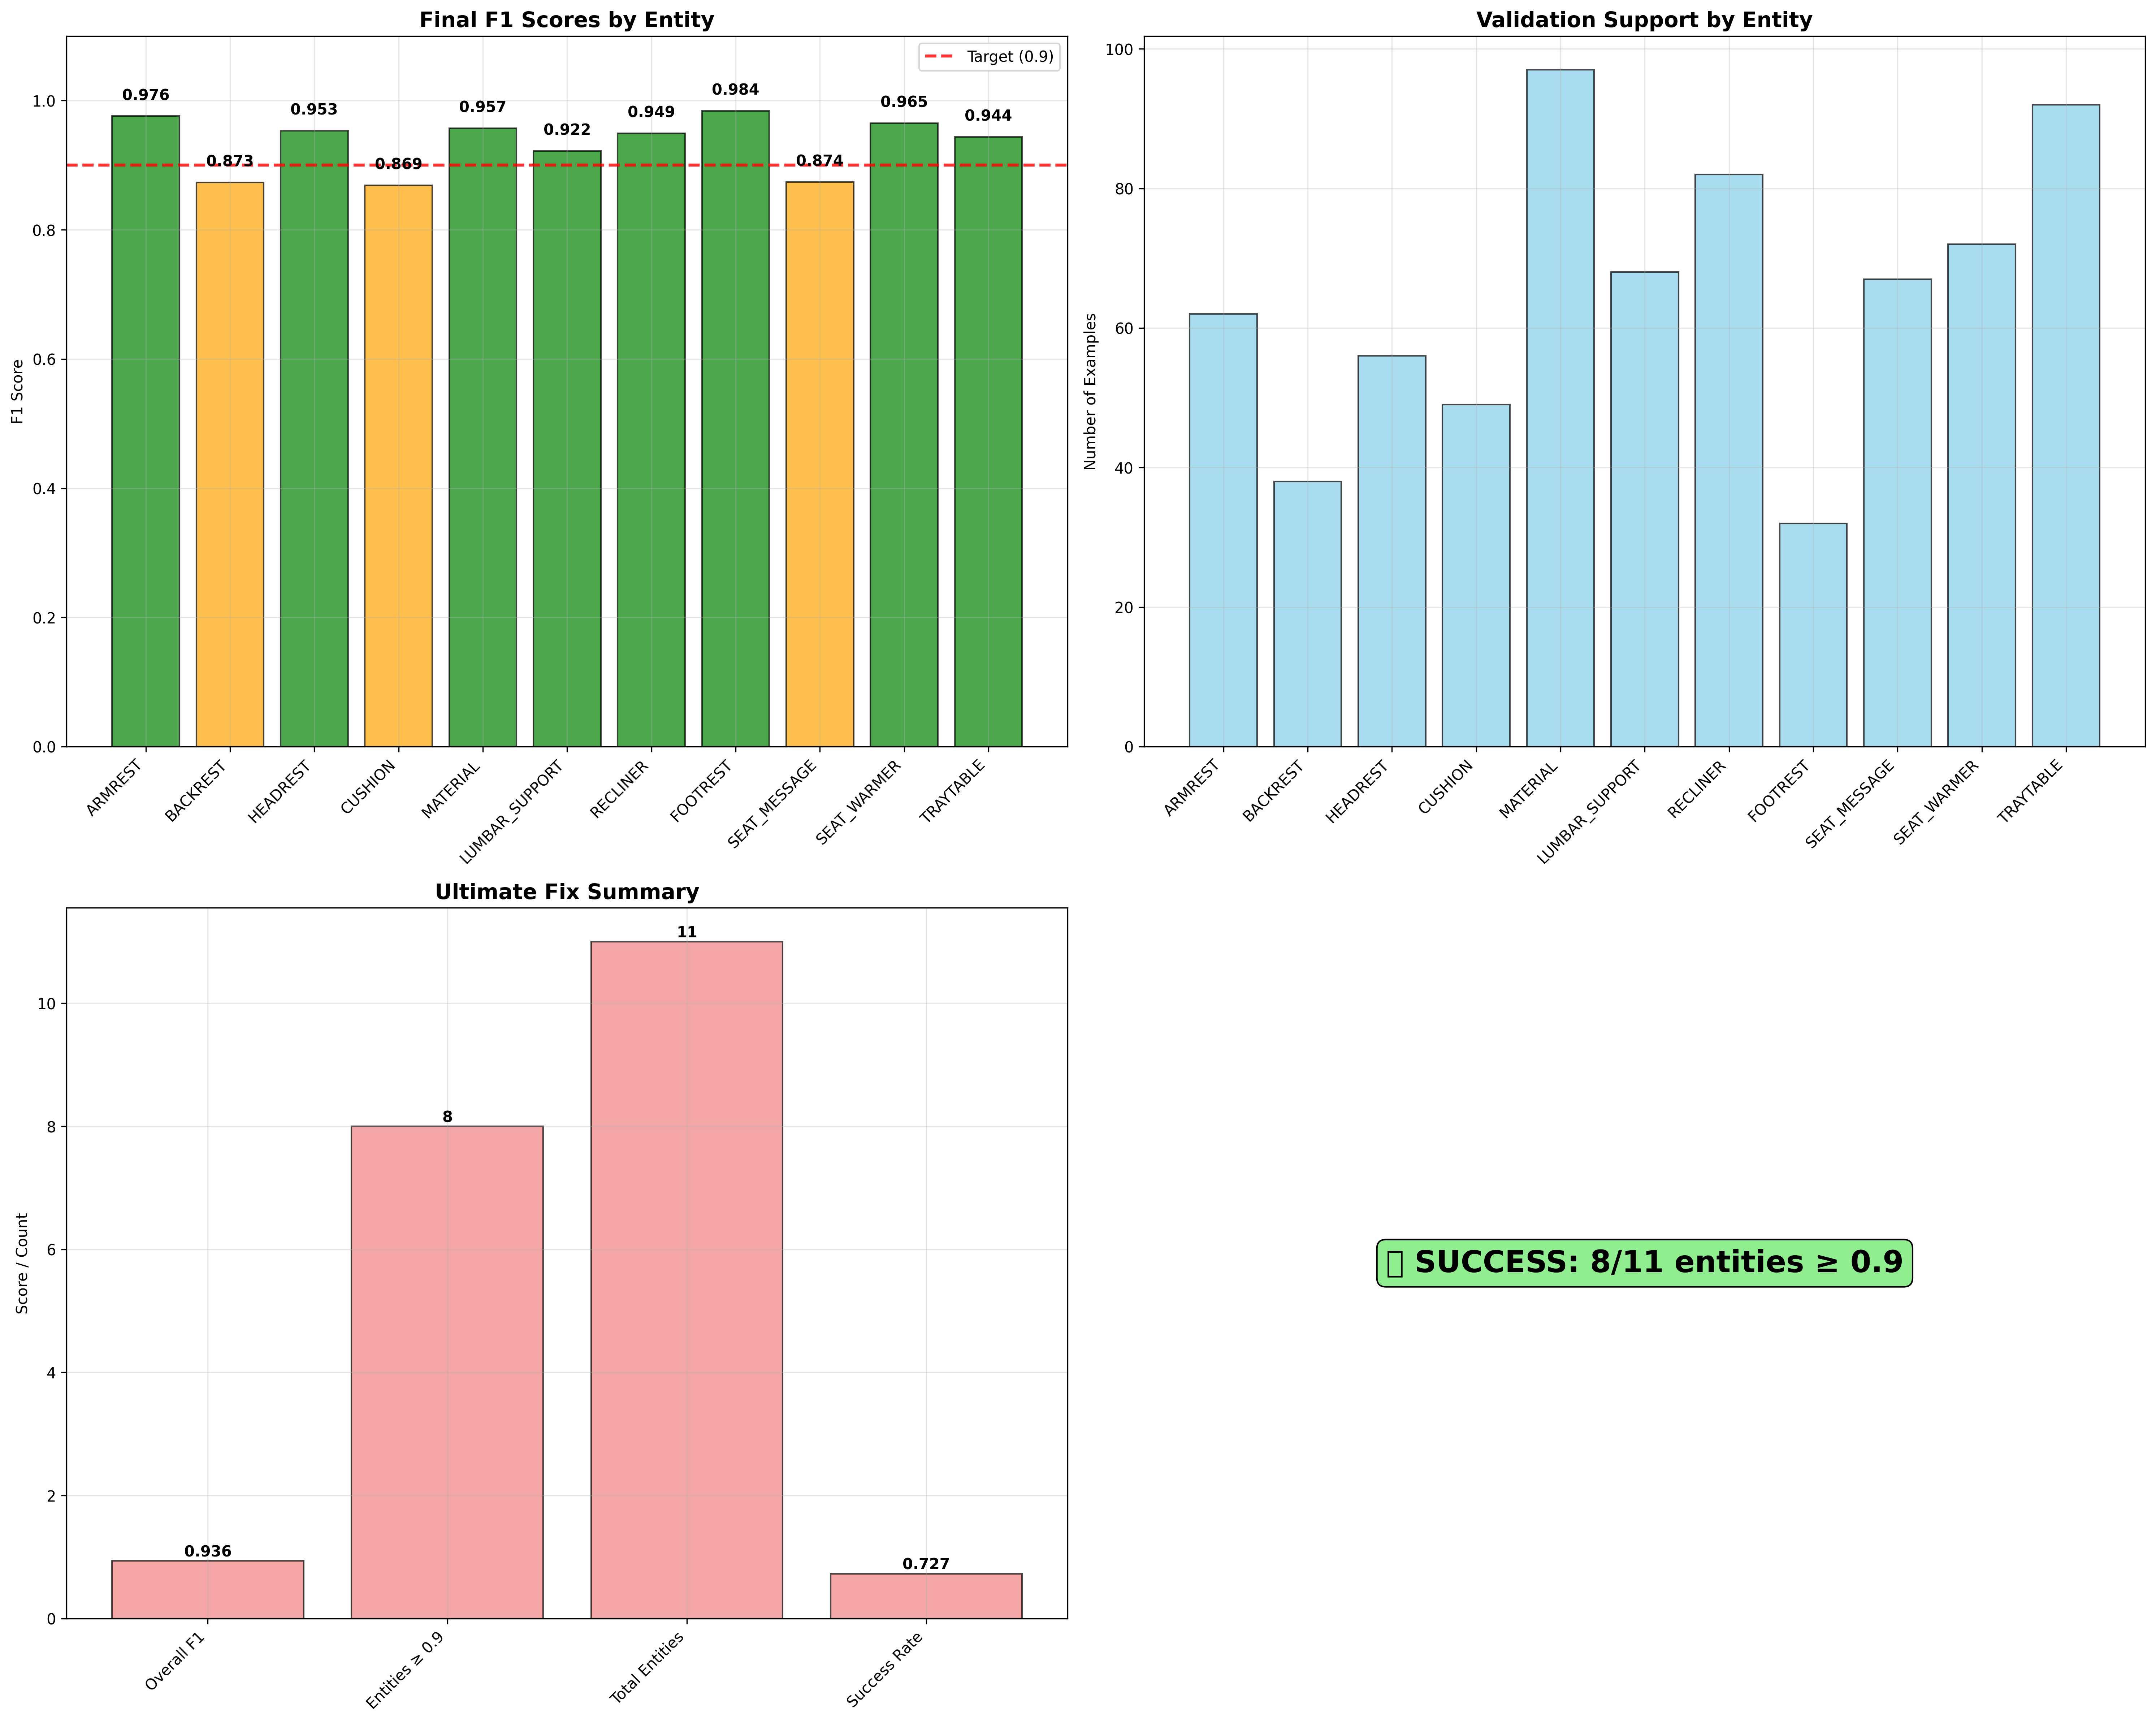 Final F1 Scores by Entity
F1 Score
1.0
0.8
0.6
0.4
0.2
0.0
Target (0.9)
0.976
0.873
0.953
0.869
0.957
0.922
0.949
0.984
0.874
0.965
0.944
ARMREST
BACKREST
HEADREST
CUSHION
MATERIAL
LUMBAR_SUPPORT
RECLINER
FOOTREST
SEAT_MESSAGE
SEAT_WARMER
TRAYTABLE
Validation Support by Entity
Number of Examples
100
80
60
40
20
0
ARMREST
BACKREST
HEADREST
CUSHION
MATERIAL
LUMBAR_SUPPORT
RECLINER
FOOTREST
SEAT_MESSAGE
SEAT_WARMER
TRAYTABLE
Ultimate Fix Summary
Score / Count
10
8
6
4
2
0
0.936
8
11
0.727
Overall F1
Entities ≥ 0.9
Total Entities
Success Rate
SUCCESS: 8/11 entities ≥ 0.9